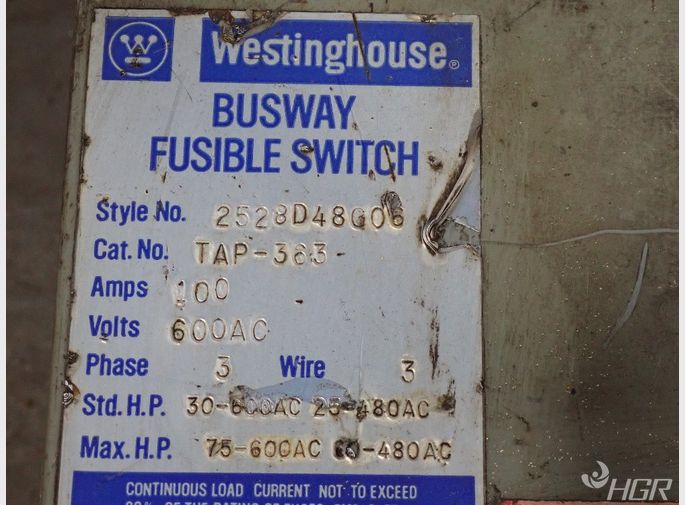 Westinghouse
BUSWAY
FUSIBLE SWITCH
Style No. 2528D48G06
Cat. No. TAP-363
Amps 100
Volts 600AC
Phase 3 Wire 3
Std. H.P. 30-600AC 25-480AC
Max. H.P. 75-600AC -480AC
CONTINUOUS LOAD CURRENT NOT TO EXCEED
HGR